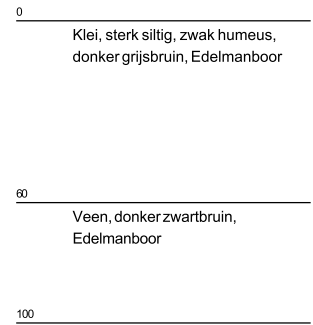 0
Klei, sterk siltig, zwak humeus,
donker grijsbruin, Edelmanboor
60
Veen, donker zwartbruin,
Edelmanboor
100